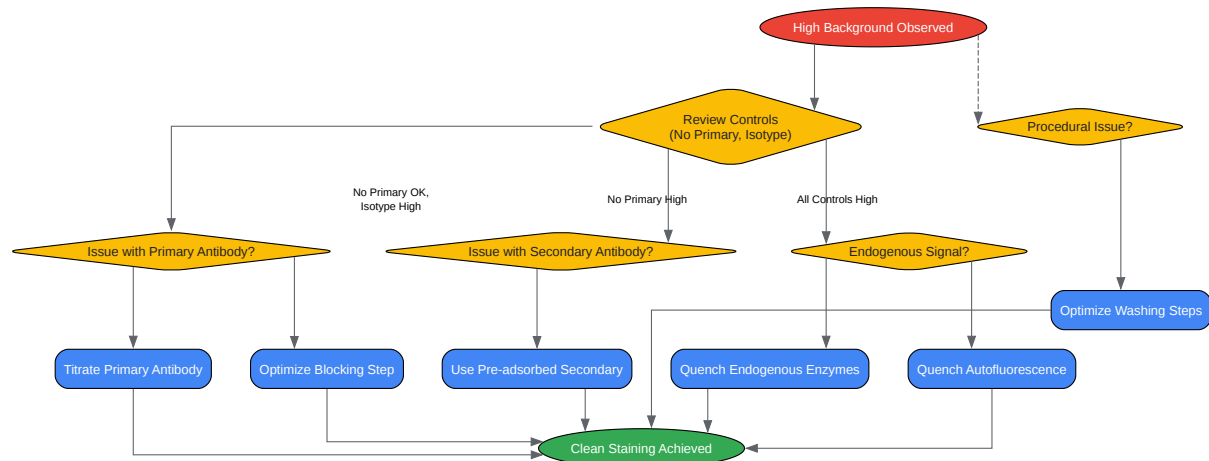 High Background Observed
Review Controls
(No Primary, Isotype)
Procedural Issue?
No Primary OK,
Isotype High
No Primary High
All Controls High
Issue with Primary Antibody?
Issue with Secondary Antibody?
Endogenous Signal?
Optimize Washing Steps
Titrate Primary Antibody
Optimize Blocking Step
Use Pre-adsorbed Secondary
Quench Endogenous Enzymes
Quench Autofluorescence
Clean Staining Achieved